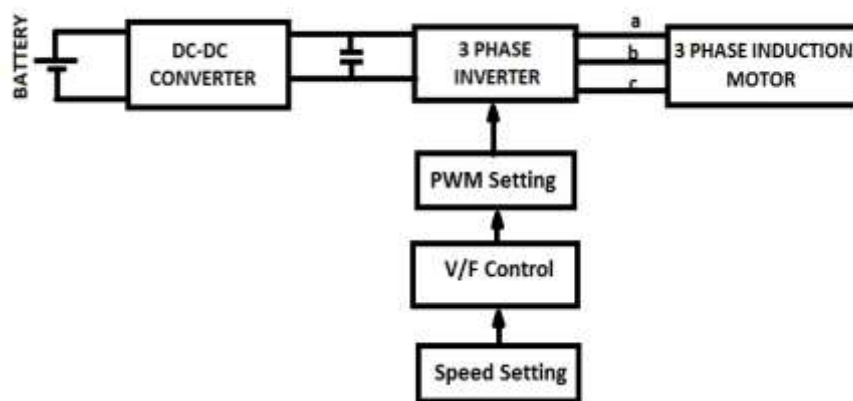 BATTERY
DC-DC
CONVERTER
3 PHASE
INVERTER
a
b
c
3 PHASE INDUCTION
MOTOR
PWM Setting
V/F Control
Speed Setting